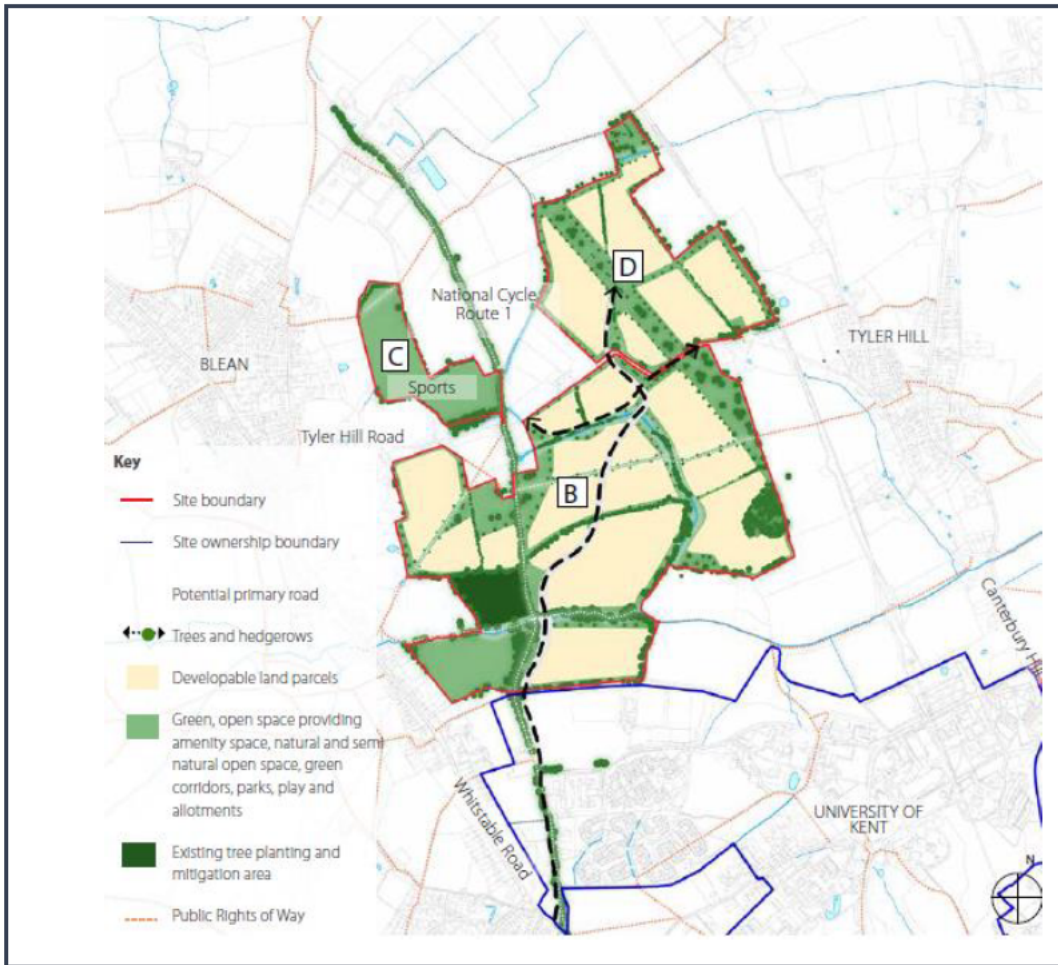 D
National Cycle
Route 1
TYLER HILL
BLEAN
C
Sports
Tyler Hill Road
B
Key
Site boundary
Site ownership boundary
Potential primary road
Trees and hedgerows
Developable land parcels
Green, open space providing
amenity space, natural and semi
natural open space, green
corridors, parks, play and
allotments
Existing tree planting and
mitigation area
Public Rights of Way
Canterbury Hill
Whitstable Road
UNIVERSITY OF
KENT
N